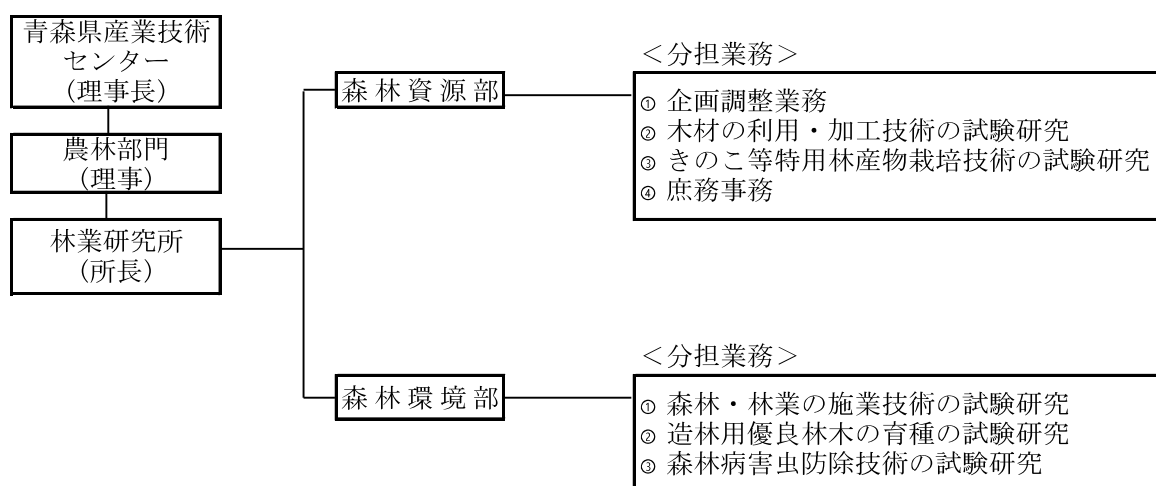 青森県産業技術
センター
（理事長）
農林部門
（理事）
林業研究所
（所長）
森林資源部
＜分担業務＞
① 企画調整業務
② 木材の利用・加工技術の試験研究
③ きのこ等特用林産物栽培技術の試験研究
④ 庶務事務
森林環境部
＜分担業務＞
① 森林・林業の施業技術の試験研究
② 造林用優良林木の育種の試験研究
③ 森林病害虫防除技術の試験研究